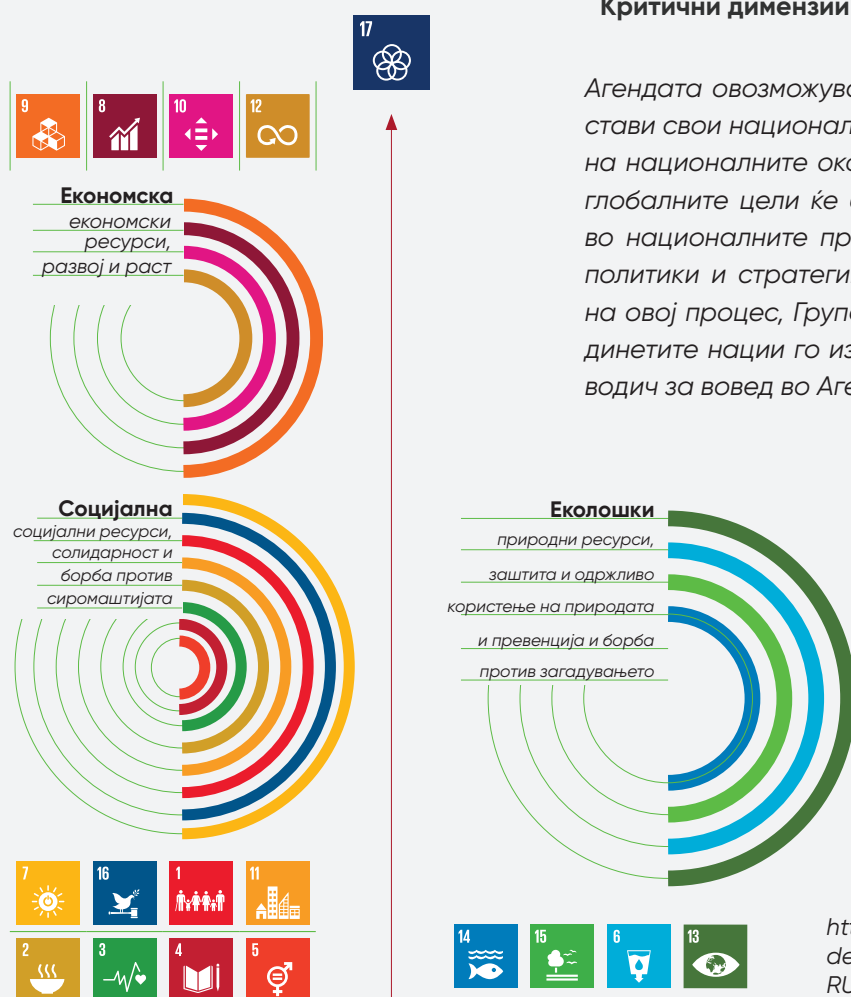 Критични димензии
17
Агендата овозможува
стави свои национал
на националните око
глобалните цели ќе
во националните пр
политики и стратеги
на овој процес, Група
динетите нации го из
водич за вовед во Аге
9 8 10 12
Економска
економски
ресурси,
развој и раст
Социјална
социјални ресурси,
солидарност и
борба против
сиромаштијата
7 16 1 11
2 3 4 5
Еколошки
природни ресурси,
заштита и одржливо
користење на природата
и превенција и борба
против загадувањето
14 15 6 13
ht
de
RU